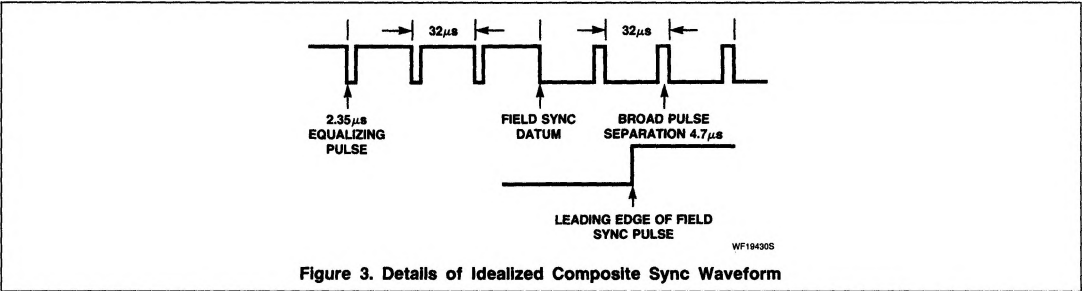 32μs
32μs
2.35μs
EQUALIZING
PULSE
FIELD SYNC
DATUM
BROAD PULSE
SEPARATION 4.7μs
LEADING EDGE OF FIELD
SYNC PULSE
WF19430S
Figure 3. Details of Idealized Composite Sync Waveform